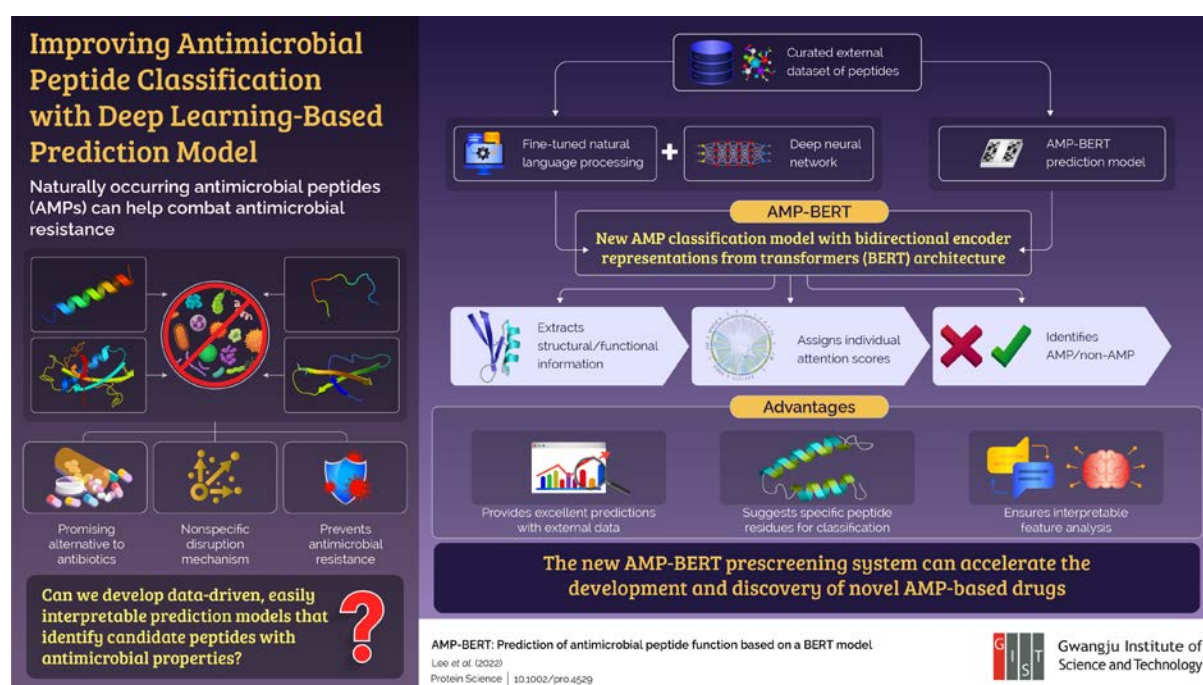 Improving Antimicrobial
Peptide Classification
with Deep Learning-Based
Prediction Model
Naturally occurring antimicrobial peptides
(AMPs) can help combat antimicrobial
resistance
Promising
alternative to
antibiotics
Nonspecific
disruption
mechanism
Prevents
antimicrobial
resistance
Can we develop data-driven, easily
interpretable prediction models that
identify candidate peptides with
antimicrobial properties?
?
Curated external
dataset of peptides
Fine-tuned natural
language processing
+
Deep neural
network
AMP-BERT
prediction model
AMP-BERT
New AMP classification model with bidirectional encoder
representations from transformers (BERT) architecture
Extracts
structural/functional
information
Assigns individual
attention scores
Identifies
AMP/non-AMP
Advantages
Provides excellent predictions
with external data
Suggests specific peptide
residues for classification
Ensures interpretable
feature analysis
The new AMP-BERT prescreening system can accelerate the
development and discovery of novel AMP-based drugs
AMP-BERT: Prediction of antimicrobial peptide function based on a BERT model
Lee et al. (2022)
Protein Science | 10.1002/pro.4529
GIST
Gwangju Institute of
Science and Technology